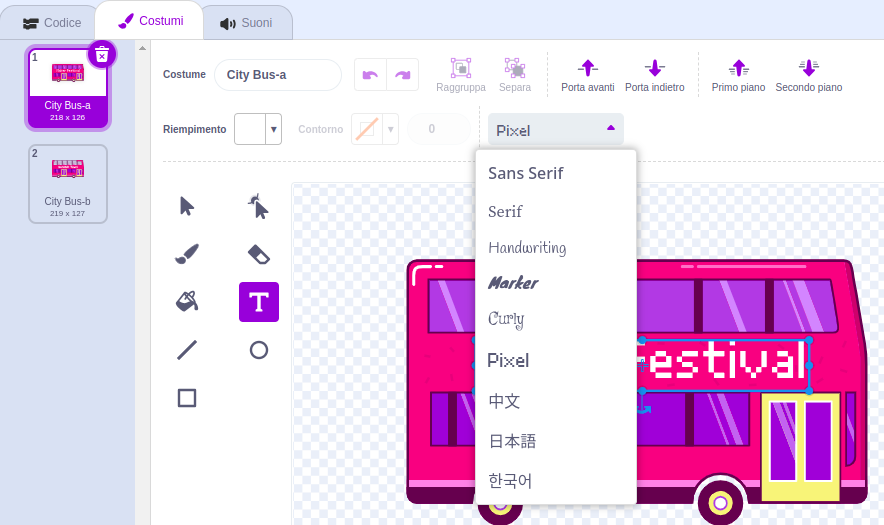 Codice
Costumi
Suoni
1
City Bus-a
218 x 126
2
City Bus-b
219 x 127
Costume
City Bus-a
Raggruppa
Separa
Porta avanti
Porta indietro
Primo piano
Secondo piano
Riempimento
Contorno
0
Pixel
Sans Serif
Serif
Handwriting
Marker
Curly
Pixel
中文
日本語
한국어
T
estival